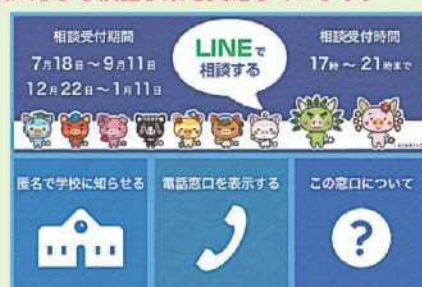 相談受付期間
7月18日～9月11日
12月22日～1月11日
LINEで
相談する
相談受付時間
17時～21時まで
匿名で学校に知らせる
電話窓口を表示する
この窓口について
?